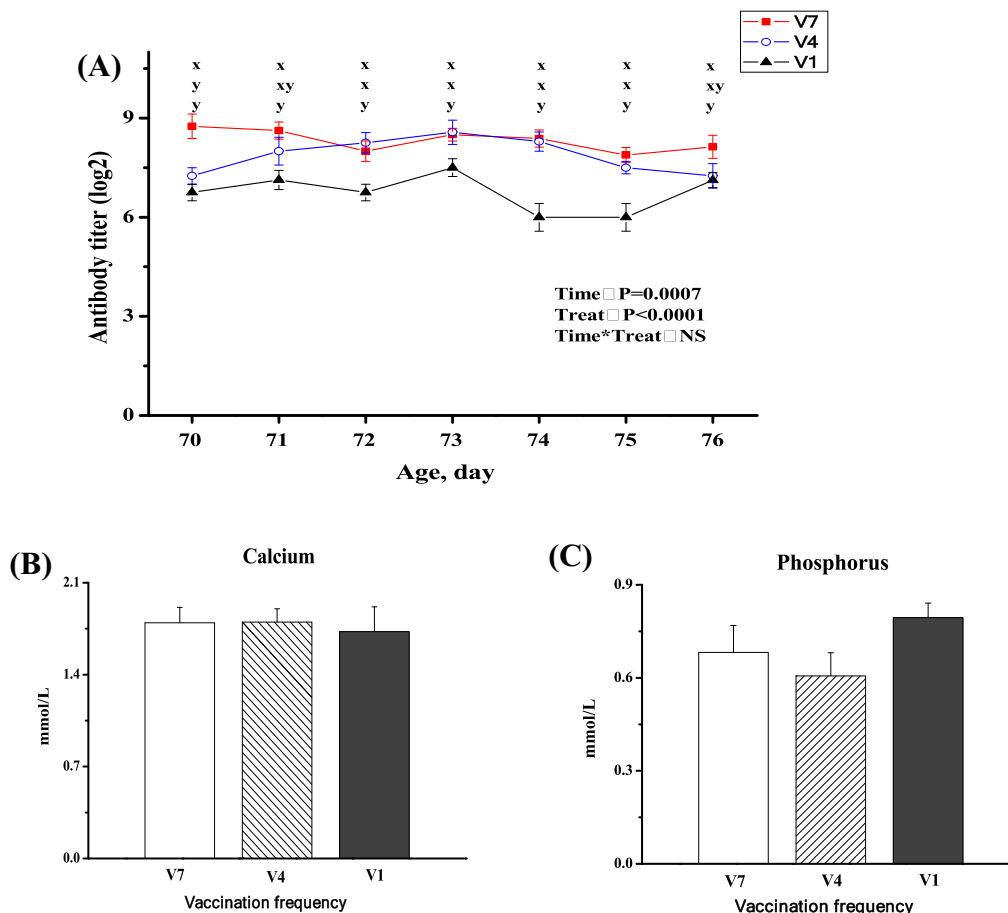 V7
V4
V1
(A)
x x x x x x x
y xy x x x x xy
y y y y y y y
9
6
3
0
Antibody titer (log2)
Time□P=0.0007
Treat□P<0.0001
Time*Treat□NS
70 71 72 73 74 75 76
Age, day
(B)
Calcium
2.1
1.4
0.7
0.0
mmol/L
V7 V4 V1
Vaccination frequency
(C)
Phosphorus
0.9
0.6
0.3
0.0
mmol/L
V7 V4 V1
Vaccination frequency